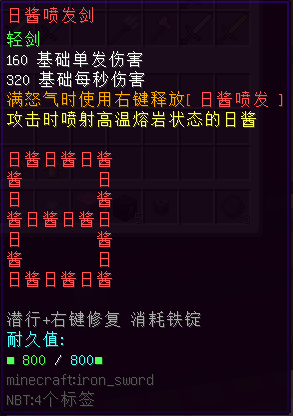 日酱喷发剑
轻剑
160 基础单发伤害
320 基础每秒伤害
满怒气时使用右键释放[ 日酱喷发 ]
攻击时喷射高温熔岩状态的日酱
日酱日酱日酱
酱 日
日 酱
酱日酱日酱日
日 酱
酱 日
日酱日酱日酱
潜行+右键修复 消耗铁锭
耐久值:
■ 800 / 800■
minecraft:iron_sword
NBT:4个标签